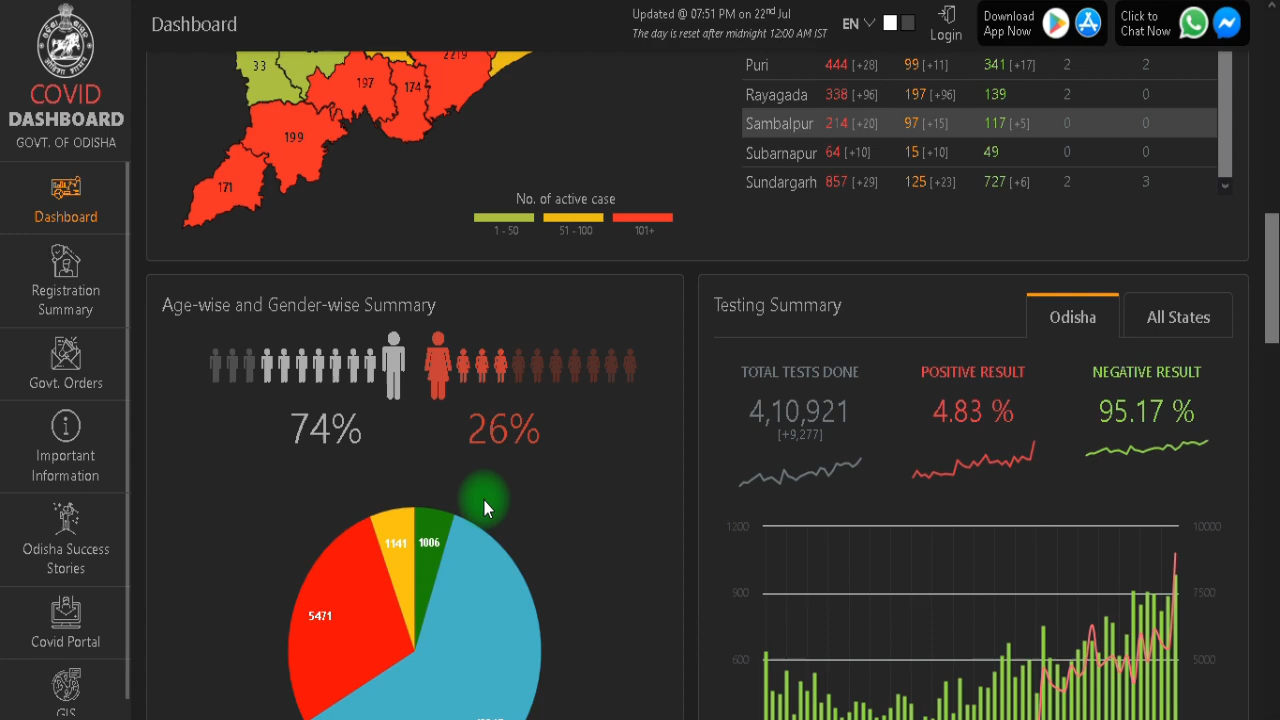 Dashboard
Updated @ 07:51 PM on 22nd Jul
The day is reset after midnight 12:00 AM IST
EN
Login
Download
App Now
Click to
Chat Now
COVID
DASHBOARD
GOVT. OF ODISHA
Dashboard
Registration
Summary
Govt. Orders
Important
Information
Odisha Success
Stories
Covid Portal
GIS
33
2219
197
174
199
171
No. of active case
1 - 50
51 - 100
101+
Puri 444 [+28] 99 [+11] 341 [+17] 2 2
Rayagada 338 [+96] 197 [+96] 139 2 0
Sambalpur 214 [+20] 97 [+15] 117 [+5] 0 0
Subarnapur 64 [+10] 15 [+10] 49 0 0
Sundargarh 857 [+29] 125 [+23] 727 [+6] 2 3
Age-wise and Gender-wise Summary
74%
26%
1141
1006
5471
Testing Summary
Odisha
All States
TOTAL TESTS DONE
4,10,921
[+9,277]
POSITIVE RESULT
4.83 %
NEGATIVE RESULT
95.17 %
1200
10000
900
7500
600
5000